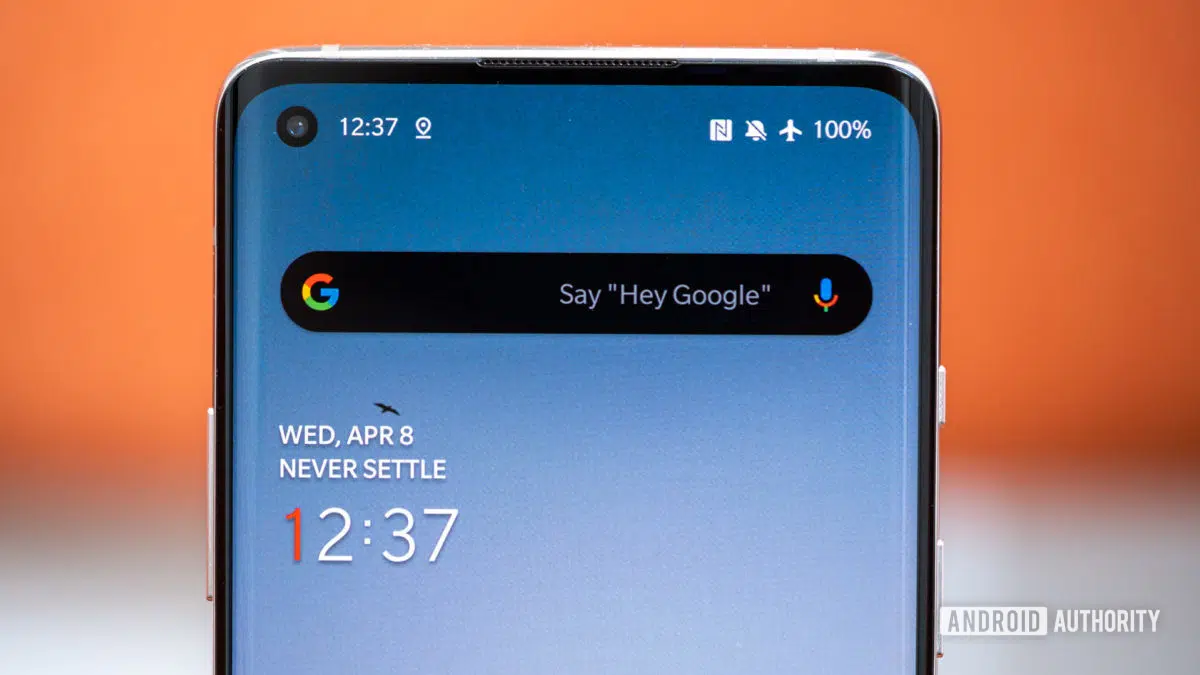 12:37
100%
Say "Hey Google"
WED, APR 8
NEVER SETTLE
12:37
ANDROID AUTHORITY